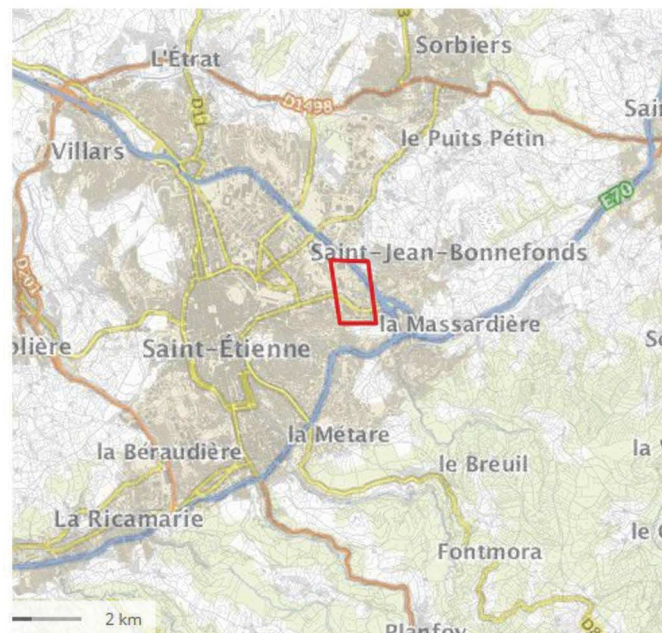 Sorbiers
L'Étrat
D1498
Villars
le Puits Pétin
E70
Saint-Jean-Bonnefonds
la Massardière
olière
Saint-Étienne
la Métare
la Béraudière
le Breuil
La Ricamarie
Fontmora
2 km